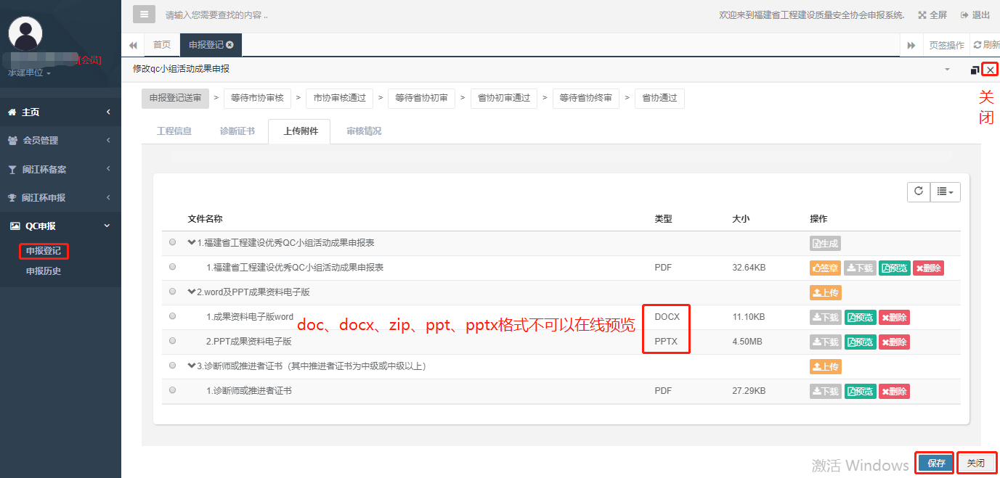 请输入您需要查找的内容 ..
欢迎来到福建省工程建设质量安全协会申报系统.
全屏
退出
[会员]
承建单位
首页
申报登记
页签操作
刷新
修改qc小组活动成果申报
关
闭
申报登记送审 > 等待市协审核 > 市协审核通过 > 等待省协初审 > 省协初审通过 > 等待省协终审 > 省协通过
主页
会员管理
闽江杯备案
闽江杯申报
QC申报
申报登记
申报历史
工程信息 诊断证书 上传附件 审核情况
文件名称 类型 大小 操作
1.福建省工程建设优秀QC小组活动成果申报表 生成
1.福建省工程建设优秀QC小组活动成果申报表 PDF 32.64KB 签章 下载 预览 删除
2.word及PPT成果资料电子版 上传
1.成果资料电子版word DOCX 11.10KB 下载 预览 删除
doc、docx、zip、ppt、pptx格式不可以在线预览
2.PPT成果资料电子版 PPTX 4.50MB 下载 预览 删除
3.诊断师或推进者证书（其中推进者证书为中级或中级以上） 上传
1.诊断师或推进者证书 PDF 27.29KB 下载 预览 删除
激活 Windows
保存
关闭